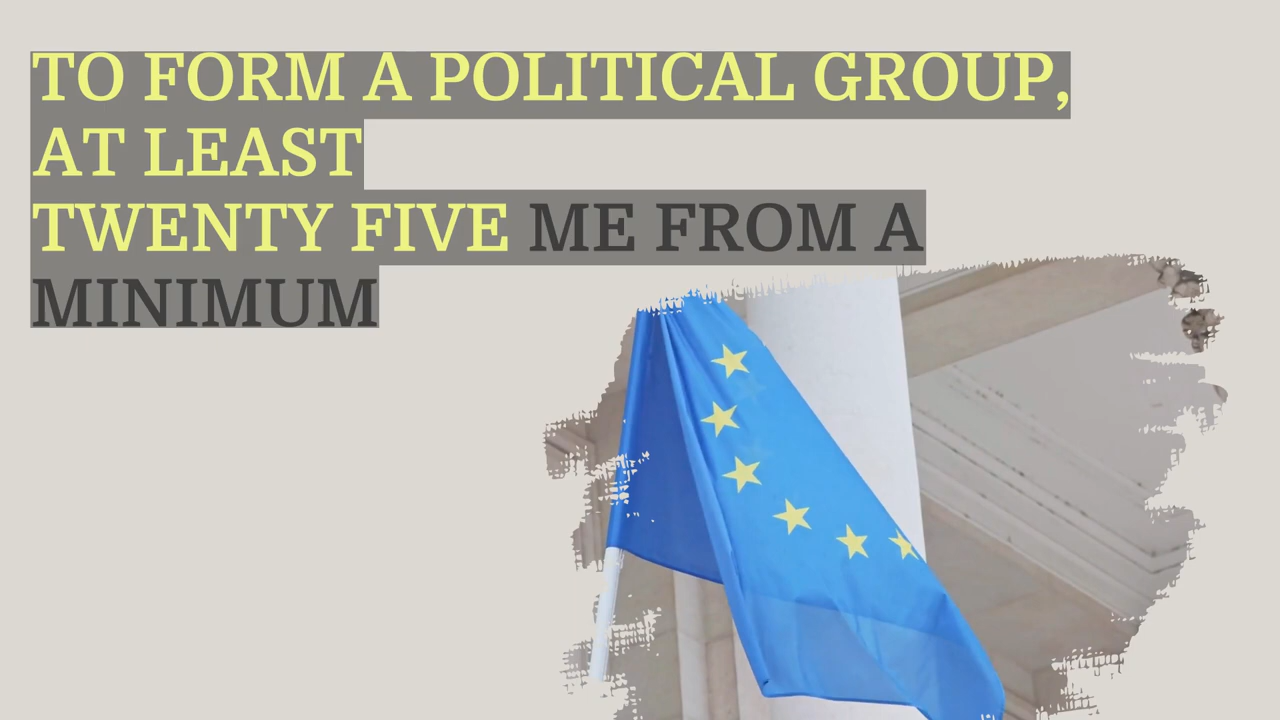 TO FORM A POLITICAL GROUP,
AT LEAST
TWENTY FIVE ME FROM A
MINIMUM